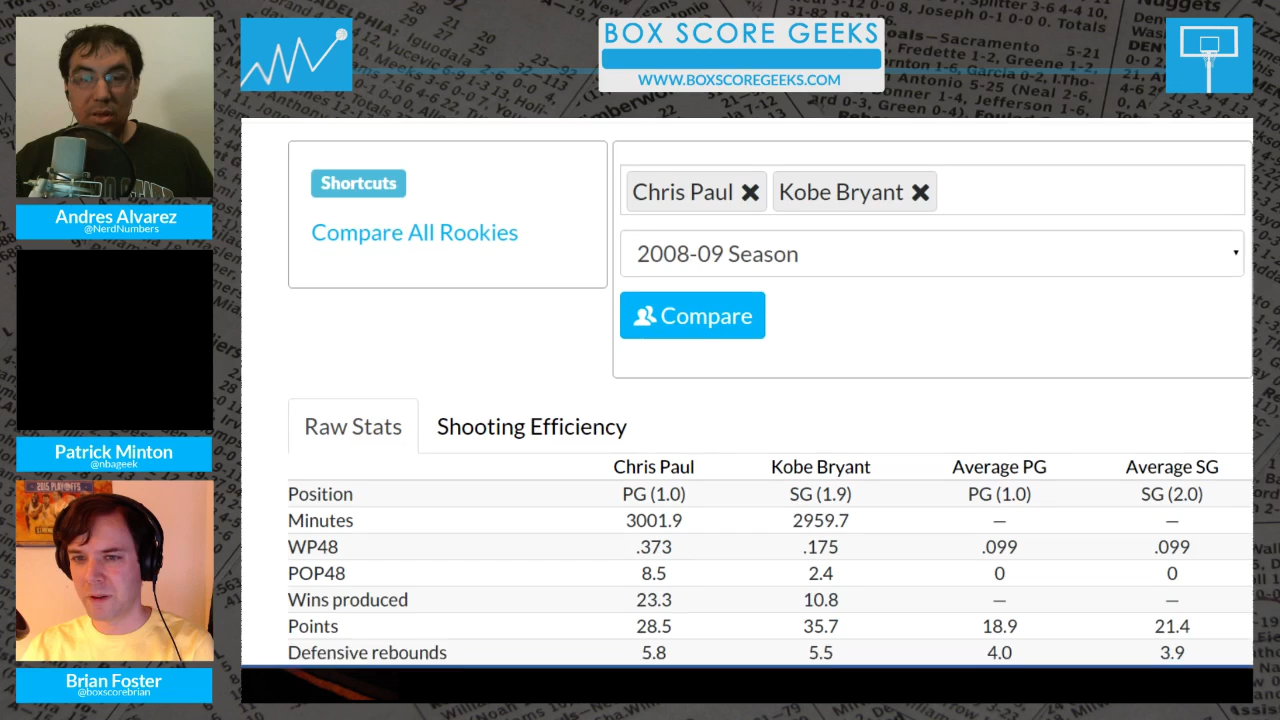 BOX SCORE GEEKS
WWW.BOXSCOREGEEKS.COM
Andres Alvarez
@NerdNumbers
Patrick Minton
@nbageek
2015 PLAYOFFS
Brian Foster
@boxscorebrian
Shortcuts
Compare All Rookies
Chris Paul ✖ Kobe Bryant ✖
2008-09 Season
Compare
Raw Stats Shooting Efficiency
Chris Paul Kobe Bryant Average PG Average SG
Position PG (1.0) SG (1.9) PG (1.0) SG (2.0)
Minutes 3001.9 2959.7 — —
WP48 .373 .175 .099 .099
POP48 8.5 2.4 0 0
Wins produced 23.3 10.8 — —
Points 28.5 35.7 18.9 21.4
Defensive rebounds 5.8 5.5 4.0 3.9